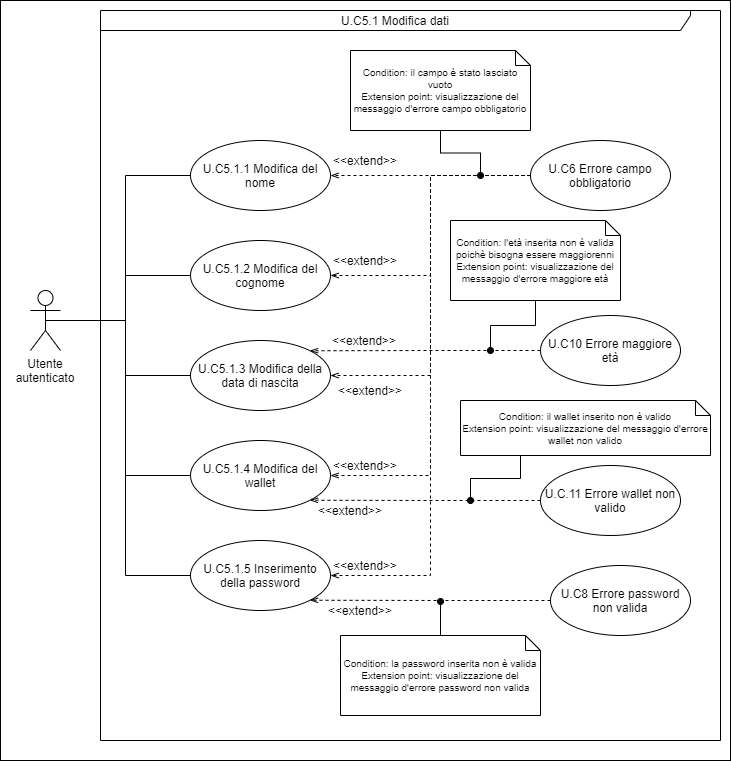 U.C5.1 Modifica dati
Condition: il campo è stato lasciato
vuoto
Extension point: visualizzazione del
messaggio d'errore campo obbligatorio
<<extend>>
U.C5.1.1 Modifica del
nome
U.C6 Errore campo
obbligatorio
Condition: l'età inserita non è valida
poichè bisogna essere maggiorenni
Extension point: visualizzazione del
messaggio d'errore maggiore età
<<extend>>
U.C5.1.2 Modifica del
cognome
Utente
autenticato
<<extend>>
U.C10 Errore maggiore
età
U.C5.1.3 Modifica della
data di nascita
<<extend>>
Condition: il wallet inserito non è valido
Extension point: visualizzazione del messaggio d'errore
wallet non valido
<<extend>>
U.C5.1.4 Modifica del
wallet
<<extend>>
U.C.11 Errore wallet non
valido
<<extend>>
U.C5.1.5 Inserimento
della password
<<extend>>
U.C8 Errore password
non valida
Condition: la password inserita non è valida
Extension point: visualizzazione del
messaggio d'errore password non valida